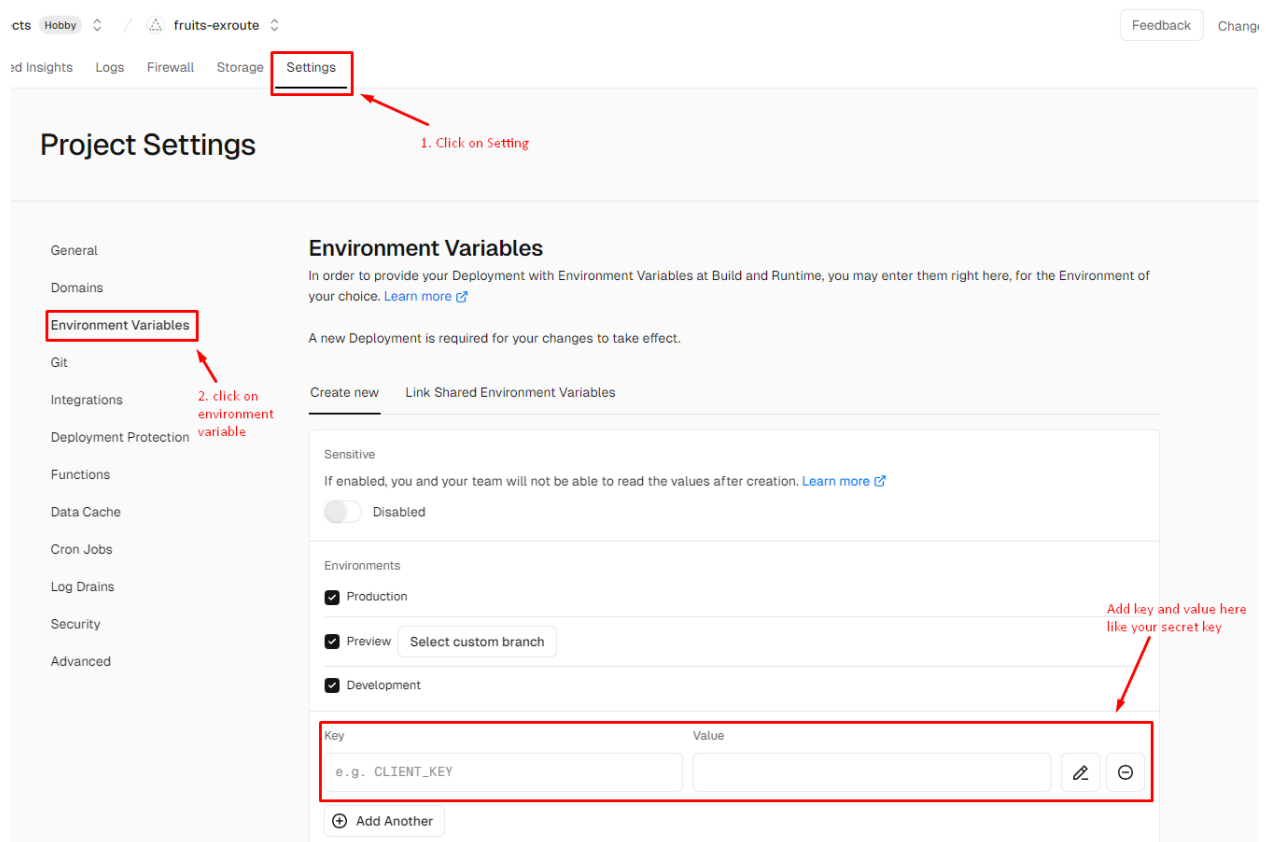 cts Hobby fruits-exroute Feedback Change
ed Insights Logs Firewall Storage Settings
Project Settings
1. Click on Setting
General
Domains
Environment Variables
Git
Integrations
Deployment Protection
Functions
Data Cache
Cron Jobs
Log Drains
Security
Advanced
2. click on
environment
variable
Environment Variables
In order to provide your Deployment with Environment Variables at Build and Runtime, you may enter them right here, for the Environment of
your choice. Learn more
A new Deployment is required for your changes to take effect.
Create new Link Shared Environment Variables
Sensitive
If enabled, you and your team will not be able to read the values after creation. Learn more
Disabled
Environments
Production
Preview Select custom branch
Development
Add key and value here
like your secret key
Key Value
e.g. CLIENT_KEY
Add Another